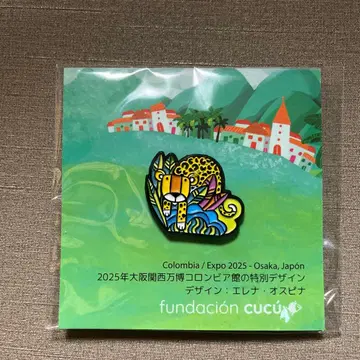 Colombia / Expo 2025 - Osaka, Japón
2025年大阪関西万博コロンビア館の特別デザイン
デザイン：エレナ・オスピナ
fundación cucú